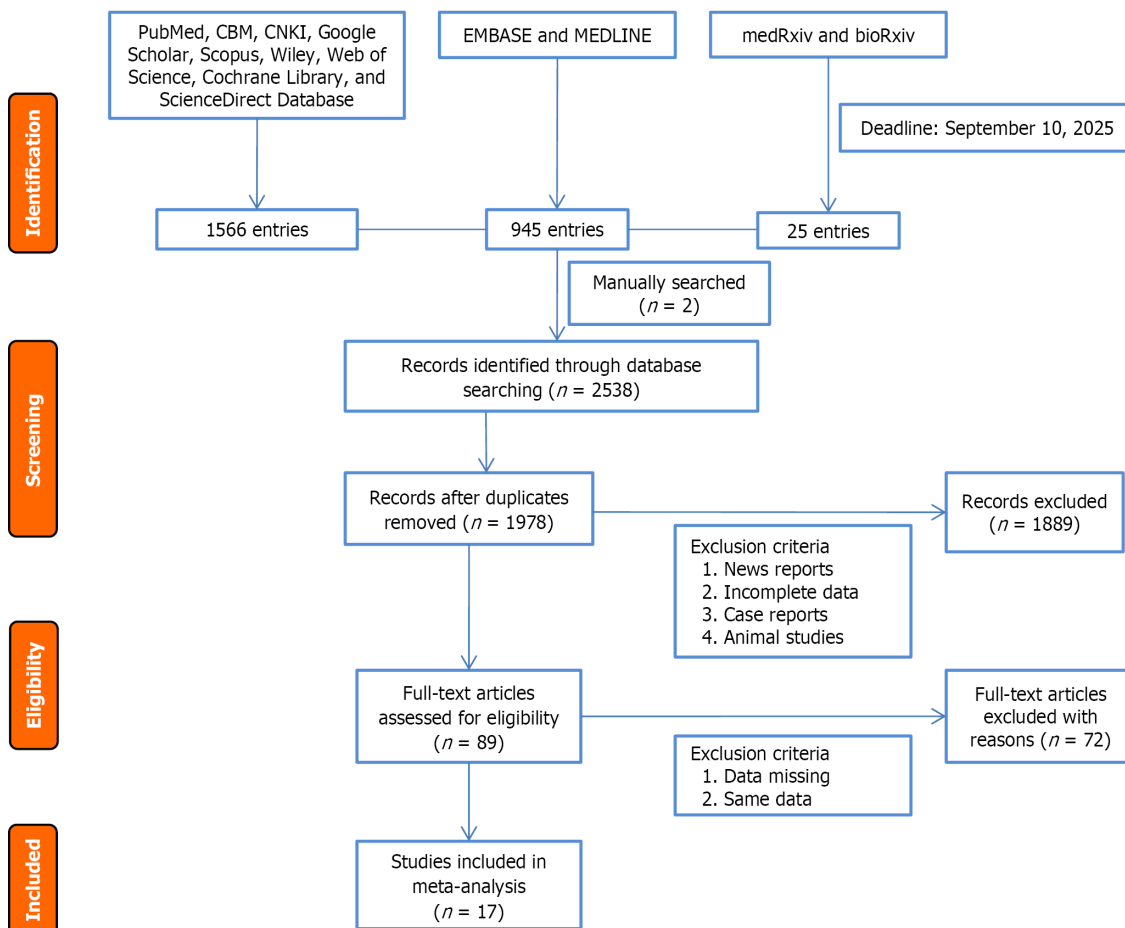 PubMed, CBM, CNKI, Google
Scholar, Scopus, Wiley, Web of
Science, Cochrane Library, and
ScienceDirect Database
EMBASE and MEDLINE
medRxiv and bioRxiv
Deadline: September 10, 2025
Identification
1566 entries
945 entries
25 entries
Manually searched
(n = 2)
Screening
Records identified through database
searching (n = 2538)
Records after duplicates
removed (n = 1978)
Records excluded
(n = 1889)
Exclusion criteria
1. News reports
2. Incomplete data
3. Case reports
4. Animal studies
Eligibility
Full-text articles
assessed for eligibility
(n = 89)
Full-text articles
excluded with
reasons (n = 72)
Exclusion criteria
1. Data missing
2. Same data
Included
Studies included in
meta-analysis
(n = 17)